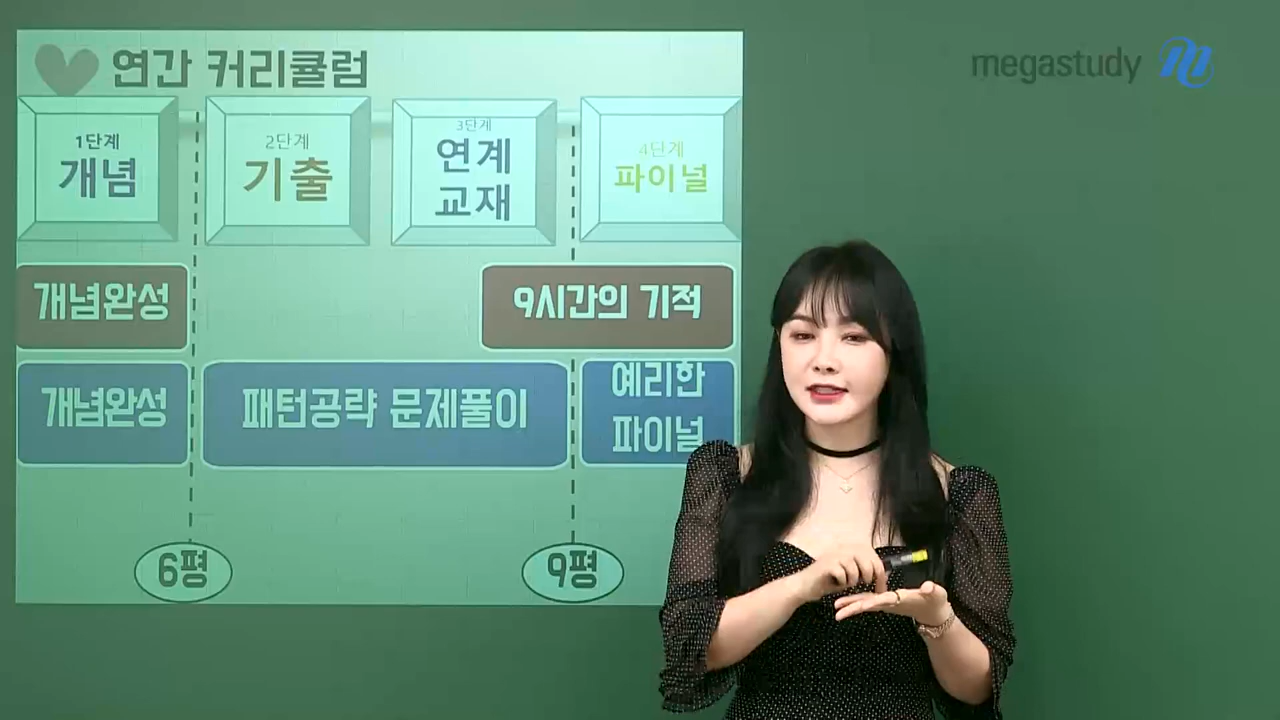 연간 커리큘럼
megastudy
1단계
개념
2단계
기출
3단계
연계
교재
4단계
파이널
개념완성
9시간의 기적
개념완성
패턴공략 문제풀이
예리한
파이널
6평
9평